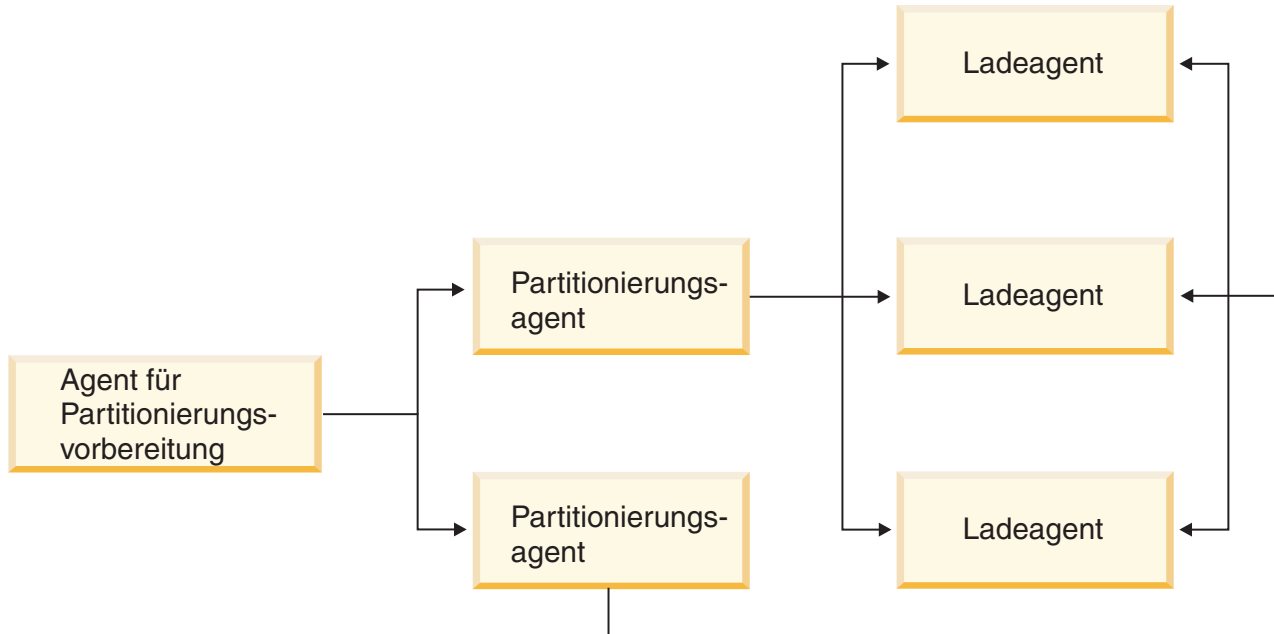 Agent für
Partitionierungs-
vorbereitung
Partitionierungs-
agent
Partitionierungs-
agent
Ladeagent
Ladeagent
Ladeagent